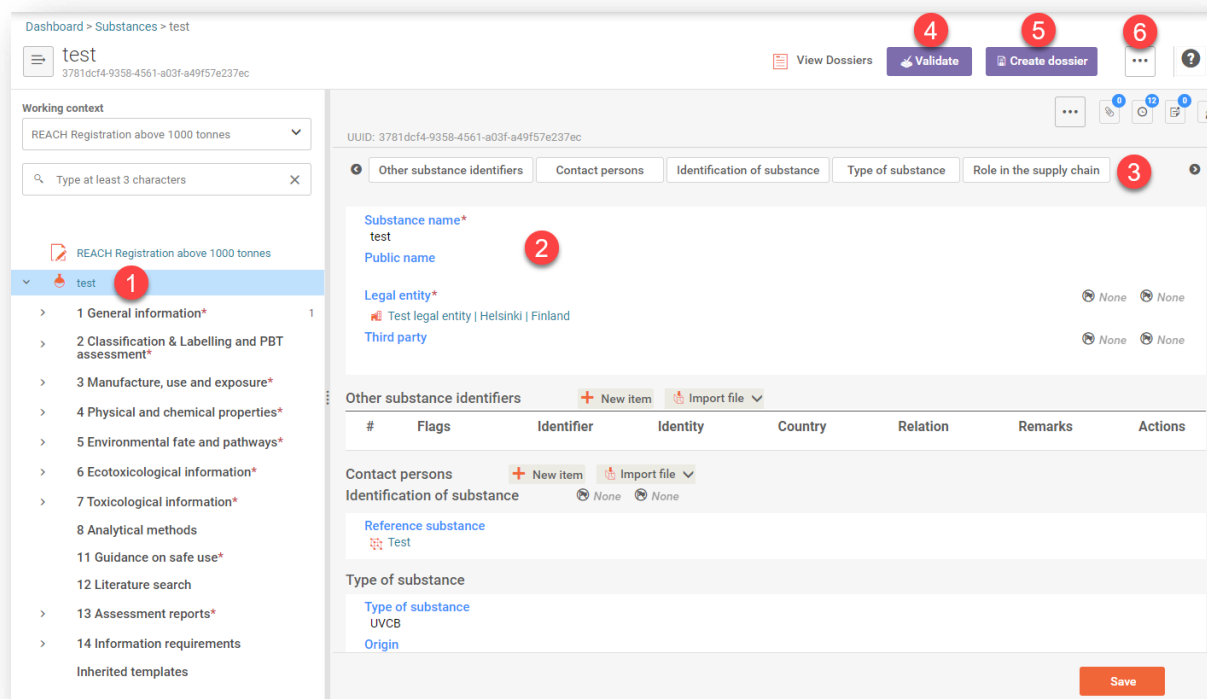 Dashboard > Substances > test
test
3781dcf4-9358-4561-a03f-a49f57e237ec
View Dossiers
4
Validate
5
Create dossier
6
...
?
Working context
REACH Registration above 1000 tonnes
Type at least 3 characters
REACH Registration above 1000 tonnes
test
1
1 General information*
1
2 Classification & Labelling and PBT
assessment*
3 Manufacture, use and exposure*
4 Physical and chemical properties*
5 Environmental fate and pathways*
6 Ecotoxicological information*
7 Toxicological information*
8 Analytical methods
11 Guidance on safe use*
12 Literature search
13 Assessment reports*
14 Information requirements
Inherited templates
...
0
12
0
UUID: 3781dcf4-9358-4561-a03f-a49f57e237ec
Other substance identifiers
Contact persons
Identification of substance
Type of substance
Role in the supply chain
3
Substance name*
test
2
Public name
Legal entity*
None
None
Test legal entity | Helsinki | Finland
Third party
None
None
Other substance identifiers
+ New item
Import file
# Flags Identifier Identity Country Relation Remarks Actions
Contact persons
+ New item
Import file
Identification of substance
None
None
Reference substance
Test
Type of substance
Type of substance
UVCB
Origin
Save